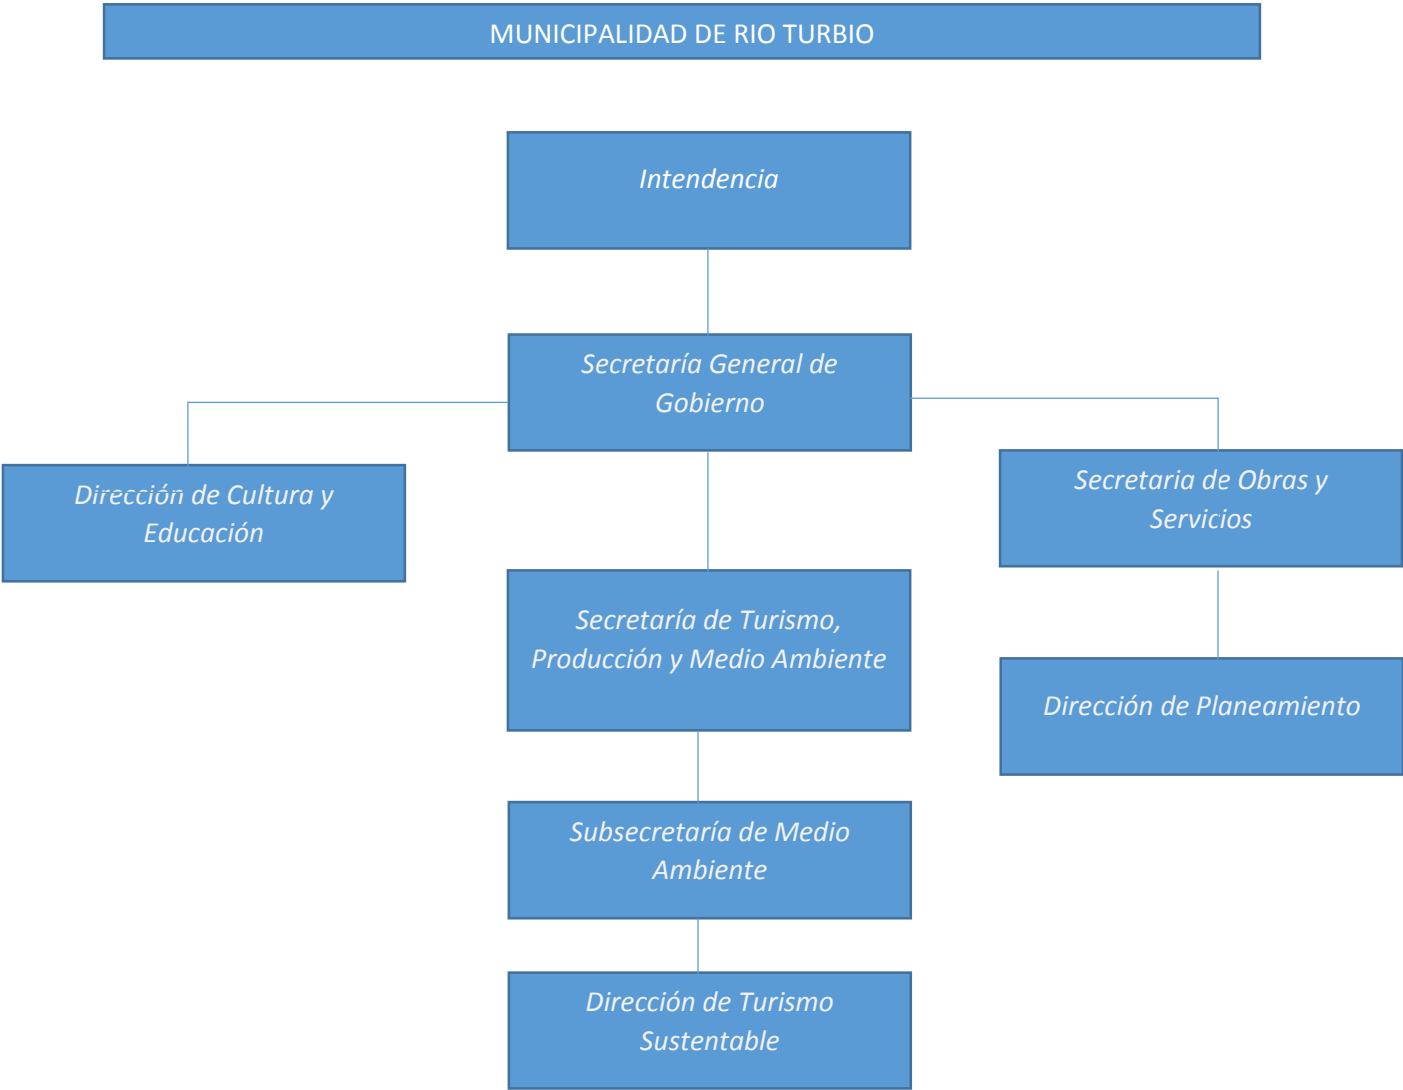 MUNICIPALIDAD DE RIO TURBIO
Intendencia
Secretaría General de
Gobierno
Dirección de Cultura y
Educación
Secretaria de Obras y
Servicios
Secretaría de Turismo,
Producción y Medio Ambiente
Dirección de Planeamiento
Subsecretaría de Medio
Ambiente
Dirección de Turismo
Sustentable